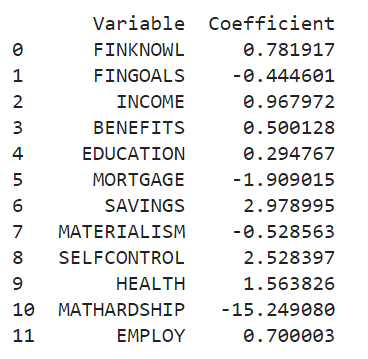 Variable Coefficient
0 FINKNOWL 0.781917
1 FINGOALS -0.444601
2 INCOME 0.967972
3 BENEFITS 0.500128
4 EDUCATION 0.294767
5 MORTGAGE -1.909015
6 SAVINGS 2.978995
7 MATERIALISM -0.528563
8 SELFCONTROL 2.528397
9 HEALTH 1.563826
10 MATHARDSHIP -15.249080
11 EMPLOY 0.700003